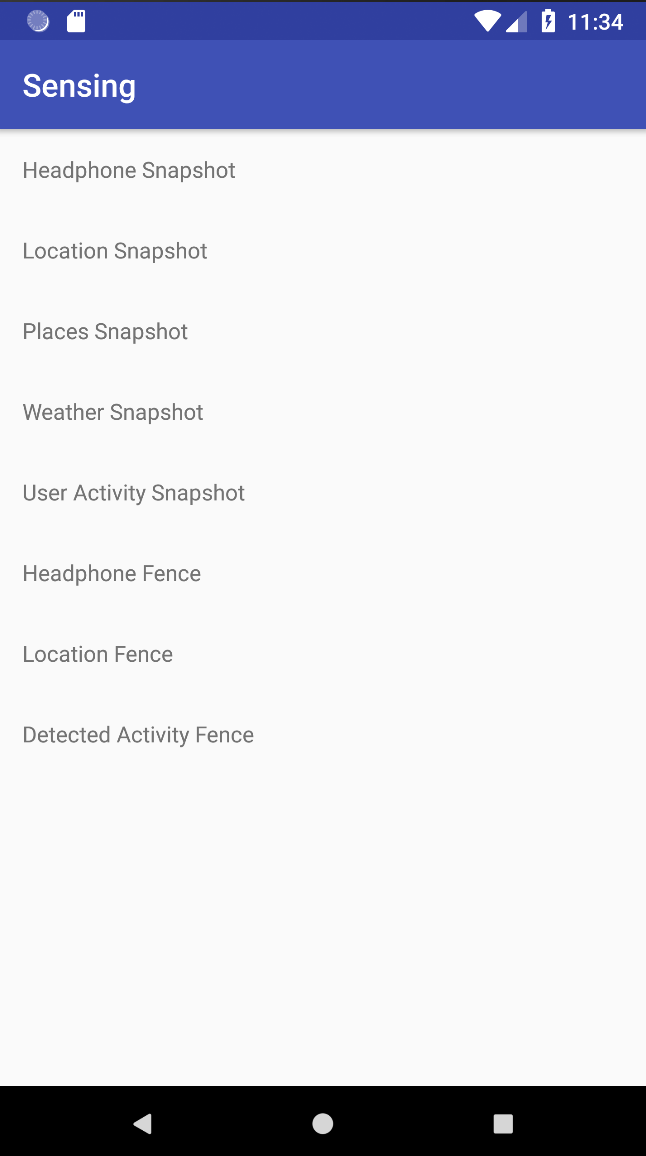 11:34
Sensing
Headphone Snapshot
Location Snapshot
Places Snapshot
Weather Snapshot
User Activity Snapshot
Headphone Fence
Location Fence
Detected Activity Fence